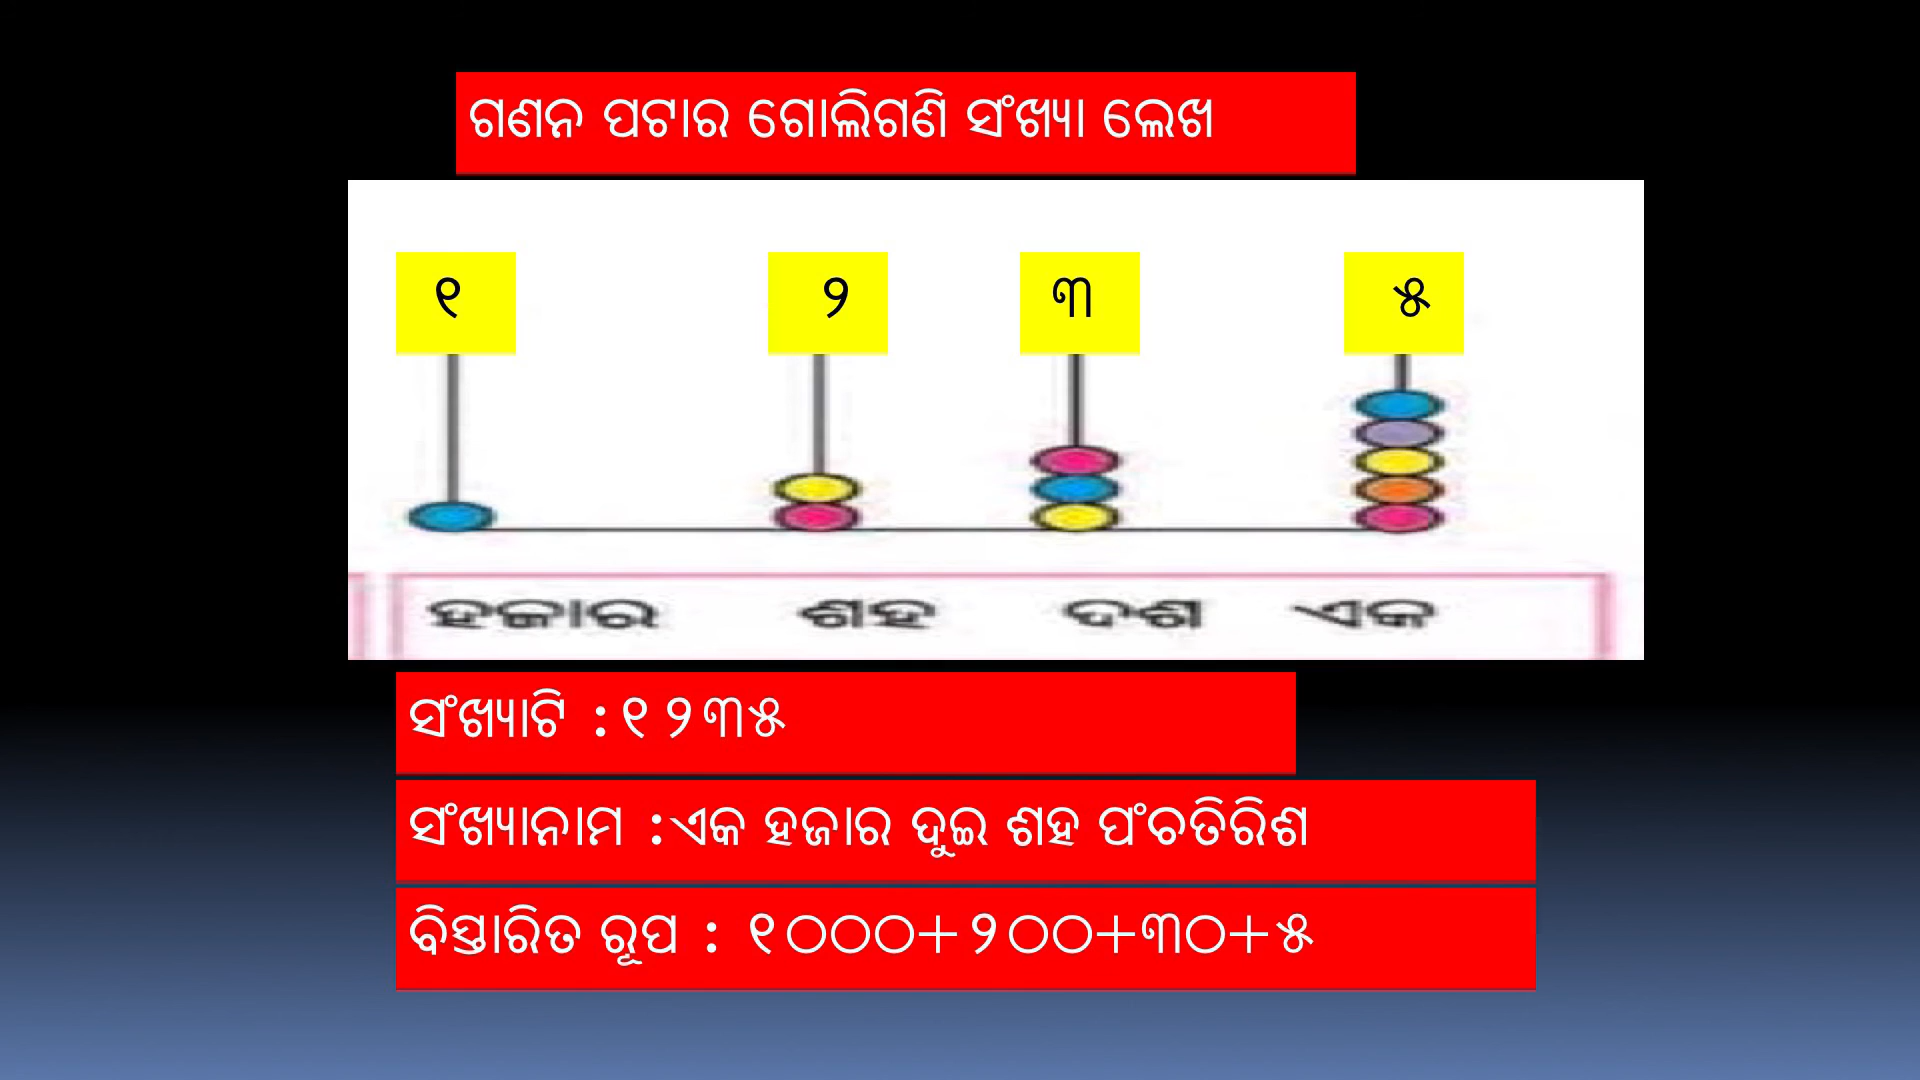 ଗଣନ ପଟାର ଗୋଲିଗଣି ସଂଖ୍ୟା ଲେଖ
୧ ୨ ୩ ୫
ହଜାର ଶହ ଦଶ ଏକ
ସଂଖ୍ୟାଟି :୧୨୩୫
ସଂଖ୍ୟାନାମ :ଏକ ହଜାର ଦୁଇ ଶହ ପଂଚତିରିଶ
ବିସ୍ତାରିତ ରୂପ : ୧୦୦୦+୨୦୦+୩୦+୫